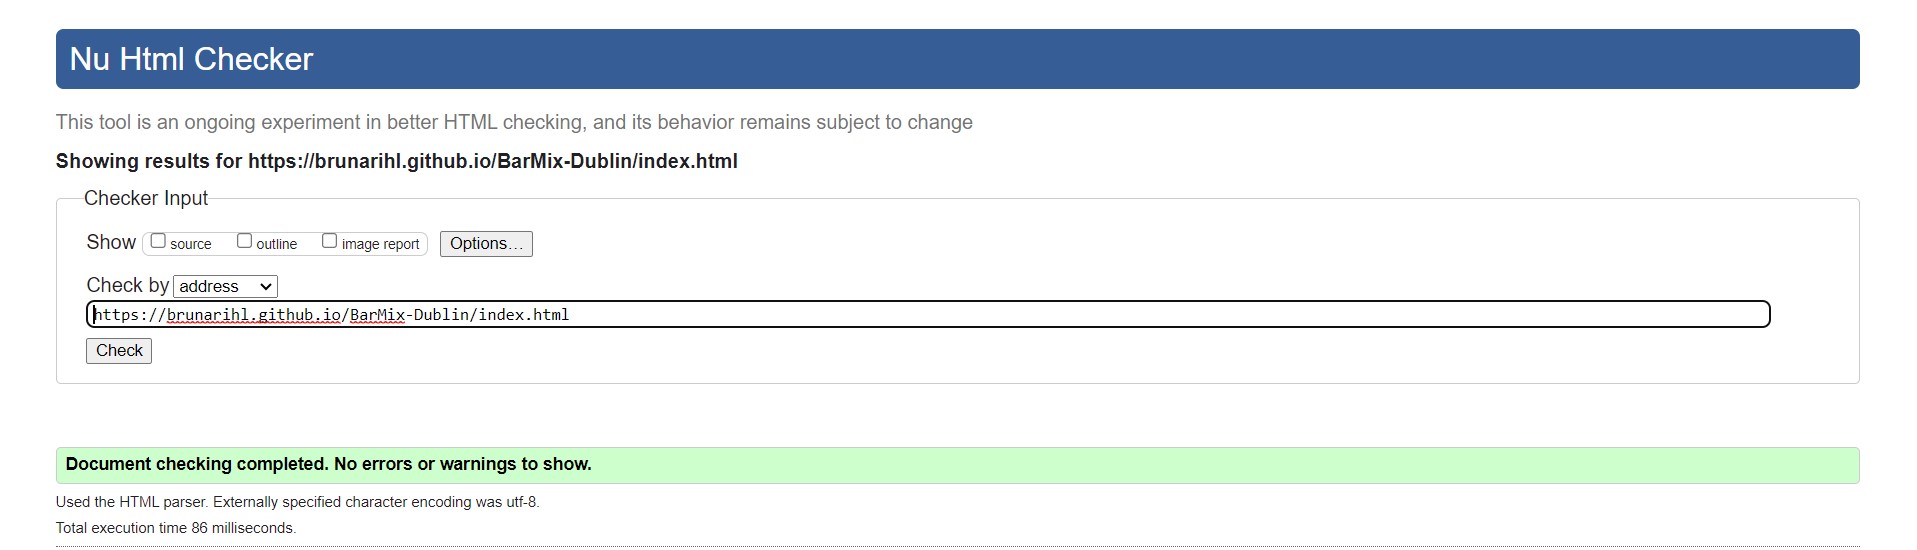 Nu Html Checker
This tool is an ongoing experiment in better HTML checking, and its behavior remains subject to change
Showing results for https://brunarihl.github.io/BarMix-Dublin/index.html
Checker Input
Show source outline image report Options...
Check by address
https://brunarihl.github.io/BarMix-Dublin/index.html
Check
Document checking completed. No errors or warnings to show.
Used the HTML parser. Externally specified character encoding was utf-8.
Total execution time 86 milliseconds.